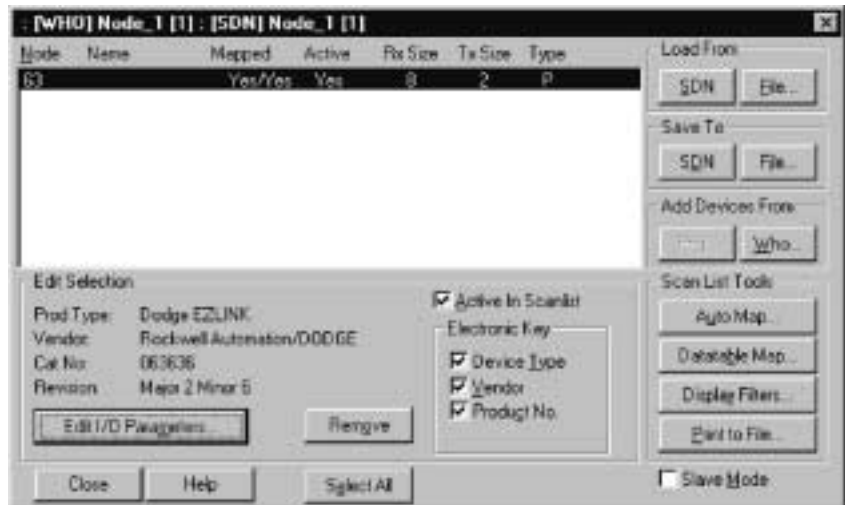 : [WHO] Node_1 [1] : [SDN] Node_1 [1]
Node Name Mapped Active Rx Size Tx Size Type
63 Yes/Yes Yes 8 2 P
Load From
SDN File...
Save To
SDN File...
Add Devices From
Who...
Edit Selection
Prod Type: Dodge EZLINK
Vendor: Rockwell Automation/DODGE
Cat No: 063636
Revision: Major 2 Minor 6
Edit I/O Parameters...
Remove
Active In Scanlist
Electronic Key
Device Type
Vendor
Product No.
Scan List Tools
Auto Map...
Datatable Map...
Display Filters...
Print to File...
Close Help Select All
Slave Mode